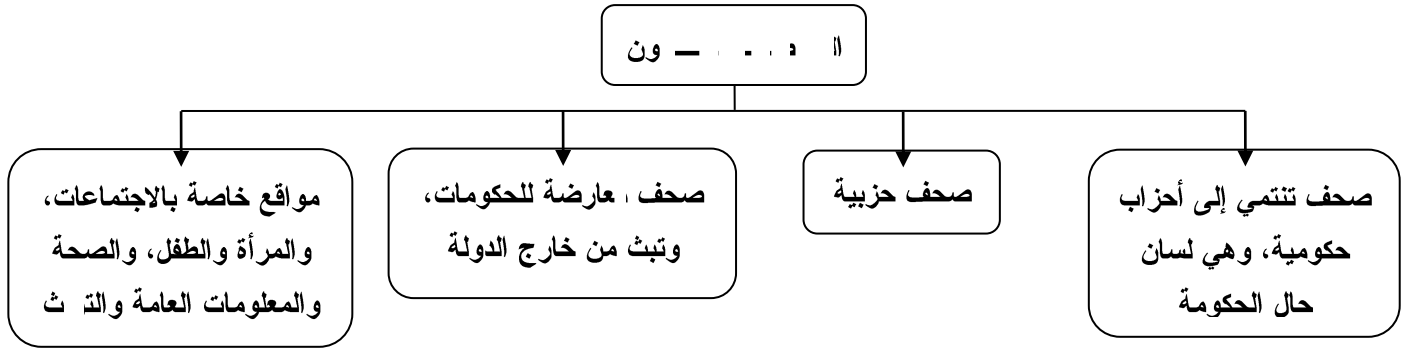 صحف تنتمي إلى أحزاب
حكومية، وهي لسان
حال الحكومة
صحف حزبية
صحف معارضة للحكومات،
وتبث من خارج الدولة
مواقع خاصة بالاجتماعات،
والمرأة والطفل، والصحة
والمعلومات العامة